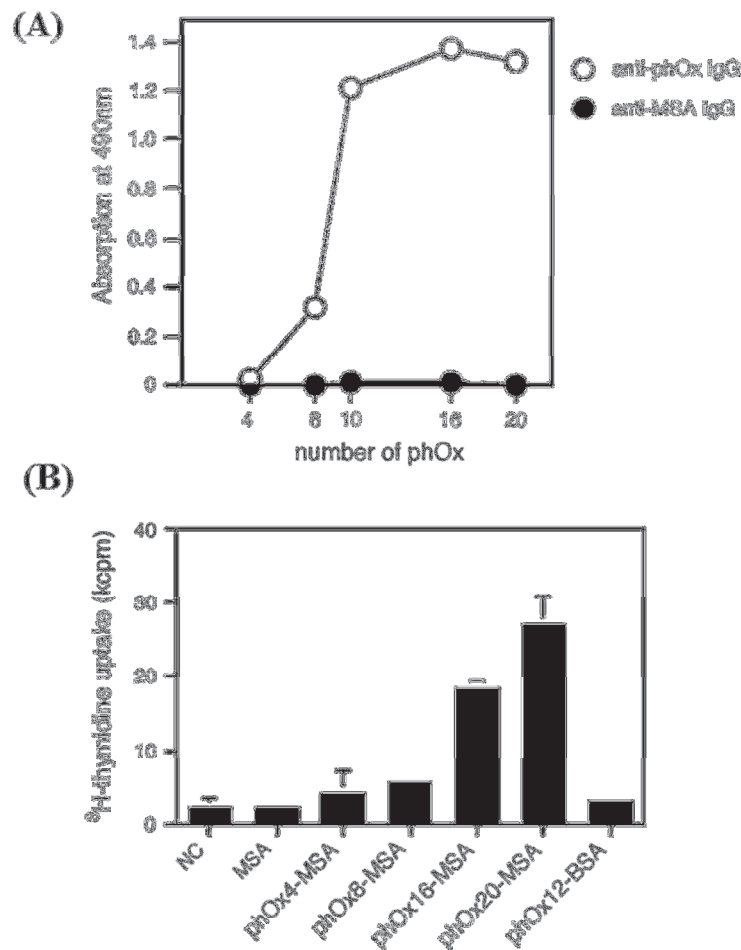 (A)
1.4
1.2
1.0
0.8
0.6
0.4
0.2
0
Absorption at 490nm
4 8 10 16 20
number of phOx
anti-phOx IgG
anti-MSA IgG
(B)
40
30
20
10
0
³H-thymidine uptake (kcpm)
NC
MSA
phOx4-MSA
phOx8-MSA
phOx16-MSA
phOx20-MSA
phOx12-BSA